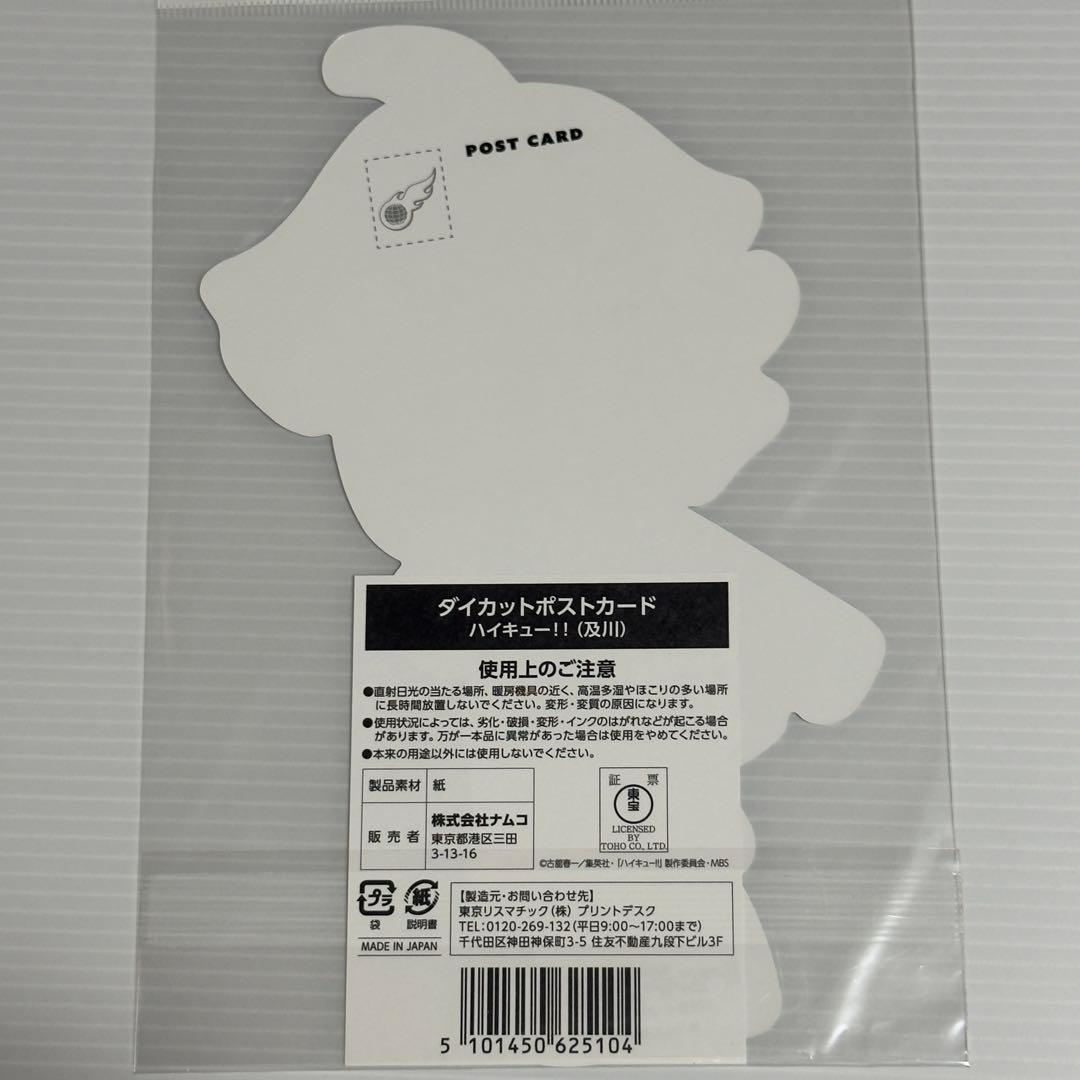 POST CARD
ダイカットポストカード
ハイキュー!!（及川）
使用上のご注意
●直射日光の当たる場所、暖房機具の近く、高温多湿やほこりの多い場所
に長時間放置しないでください。変形・変質の原因になります。
●使用状況によっては、劣化・破損・変形・インクのはがれなどが起こる場合
があります。万が一本品に異常があった場合は使用をやめてください。
●本来の用途以外には使用しないでください。
製品素材 紙
販売者 株式会社ナムコ
東京都港区三田
3-13-16
証 票
東宝
LICENSED
BY
TOHO CO., LTD.
©古舘春一／集英社・「ハイキュー!!」製作委員会・MBS
プラ 紙
袋 説明書
MADE IN JAPAN
【製造元・お問い合わせ先】
東京リスマチック（株） プリントデスク
TEL:0120-269-132（平日9:00〜17:00まで）
千代田区神田神保町3-5 住友不動産九段下ビル3F
5 101450 625104